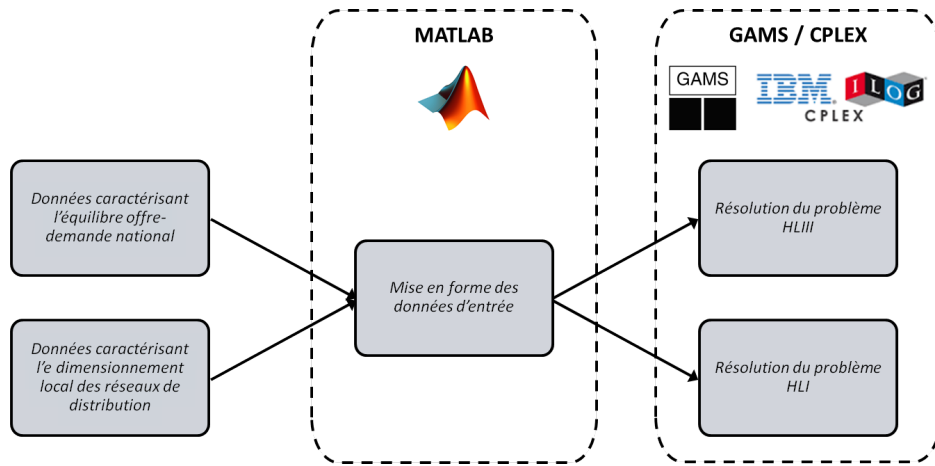 MATLAB
GAMS / CPLEX
GAMS
IBM.
ILOG
CPLEX
Données caractérisant
l'équilibre offre-
demande national
Mise en forme des
données d'entrée
Résolution du problème
HLIII
Données caractérisant
l'e dimensionnement
local des réseaux de
distribution
Résolution du problème
HLI